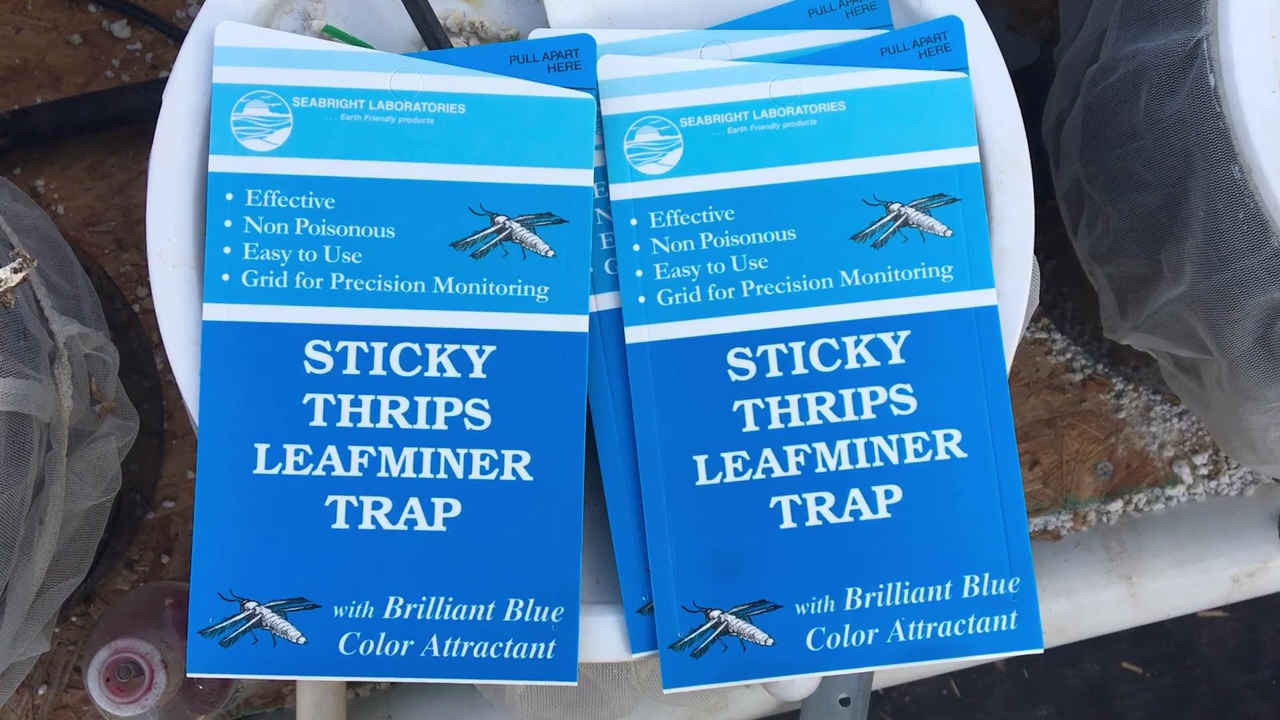 PULL APART
HERE
SEABRIGHT LABORATORIES
. . . Earth Friendly products
• Effective
• Non Poisonous
• Easy to Use
• Grid for Precision Monitoring
STICKY
THRIPS
LEAFMINER
TRAP
with Brilliant Blue
Color Attractant
PULL APART
HERE
PULL APART
HERE
SEABRIGHT LABORATORIES
. . . Earth Friendly products
• Effective
• Non Poisonous
• Easy to Use
• Grid for Precision Monitoring
STICKY
THRIPS
LEAFMINER
TRAP
with Brilliant Blue
Color Attractant